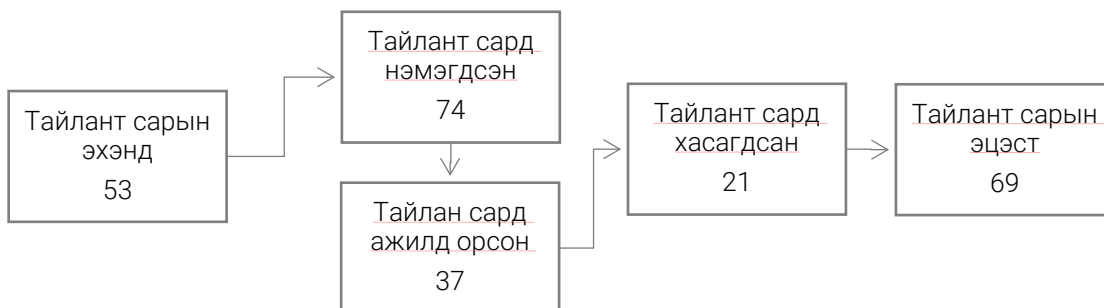 Тайлант сарын
эхэнд
53
Тайлант сард
нэмэгдсэн
74
Тайлан сард
ажилд орсон
37
Тайлант сард
хасагдсан
21
Тайлант сарын
эцэст
69